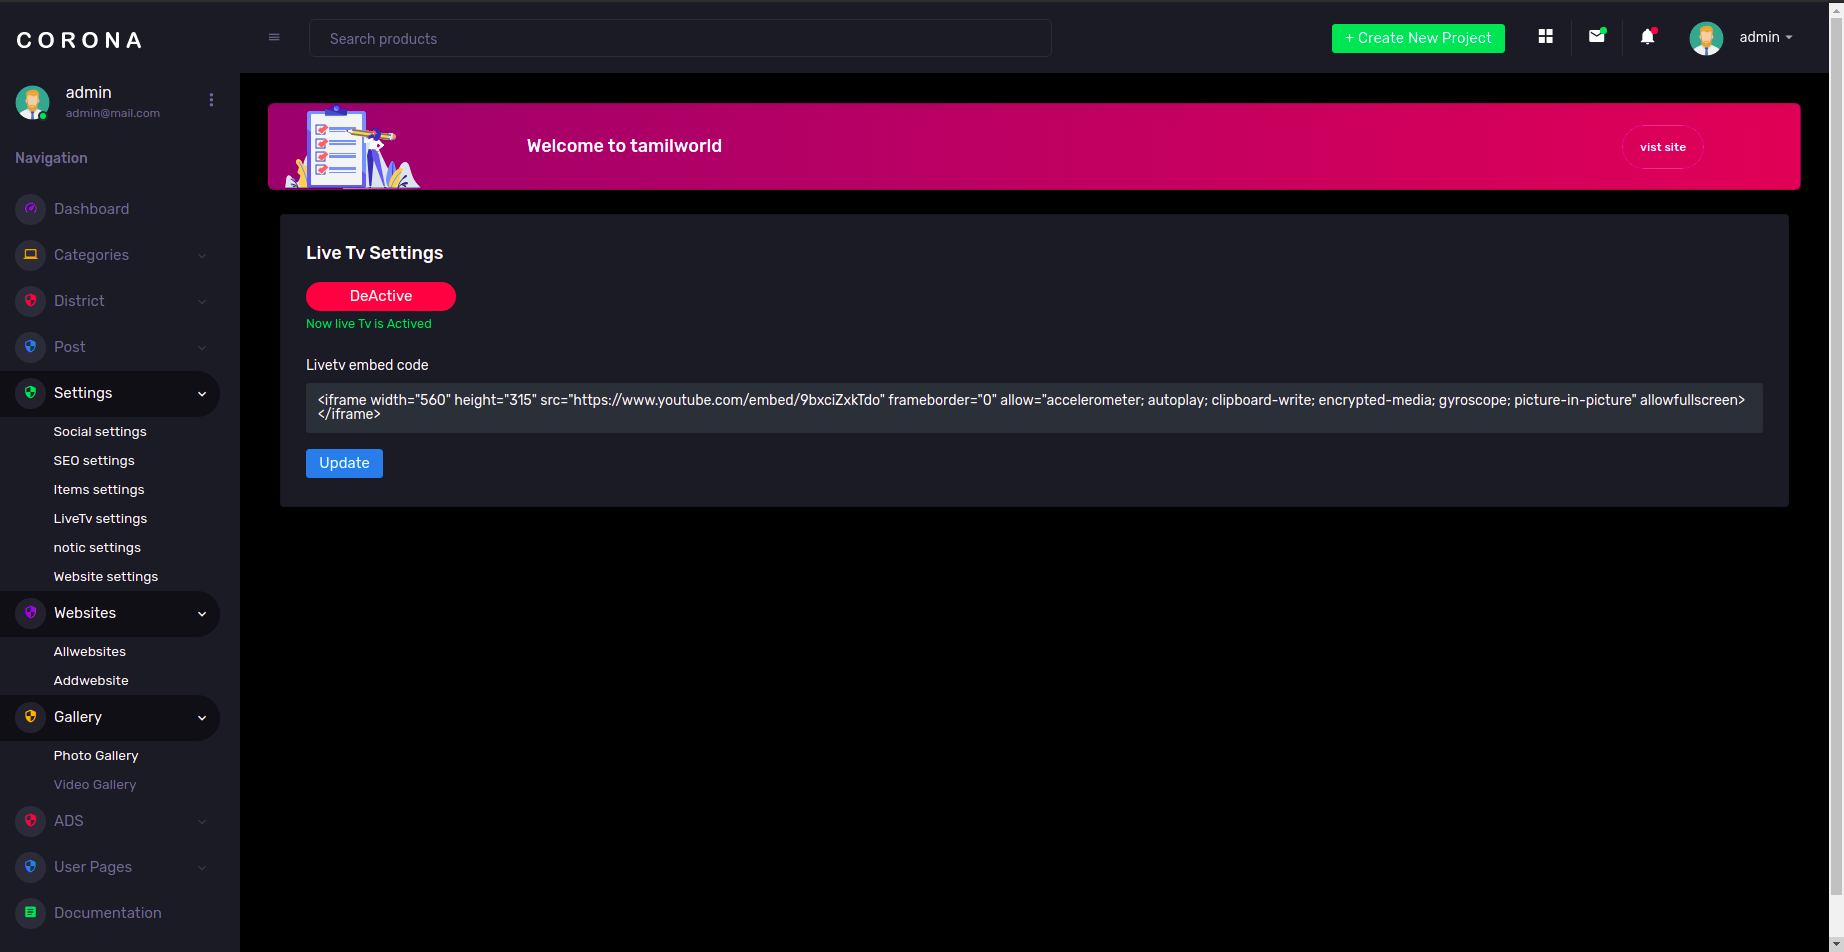 CORONA
Search products
+ Create New Project
admin
admin
admin@mail.com
Navigation
Dashboard
Categories
District
Post
Settings
Social settings
SEO settings
Items settings
LiveTv settings
notic settings
Website settings
Websites
Allwebsites
Addwebsite
Gallery
Photo Gallery
Video Gallery
ADS
User Pages
Documentation
Welcome to tamilworld
vist site
Live Tv Settings
DeActive
Now live Tv is Actived
Livetv embed code
<iframe width="560" height="315" src="https://www.youtube.com/embed/9bxciZxkTdo" frameborder="0" allow="accelerometer; autoplay; clipboard-write; encrypted-media; gyroscope; picture-in-picture" allowfullscreen>
</iframe>
Update